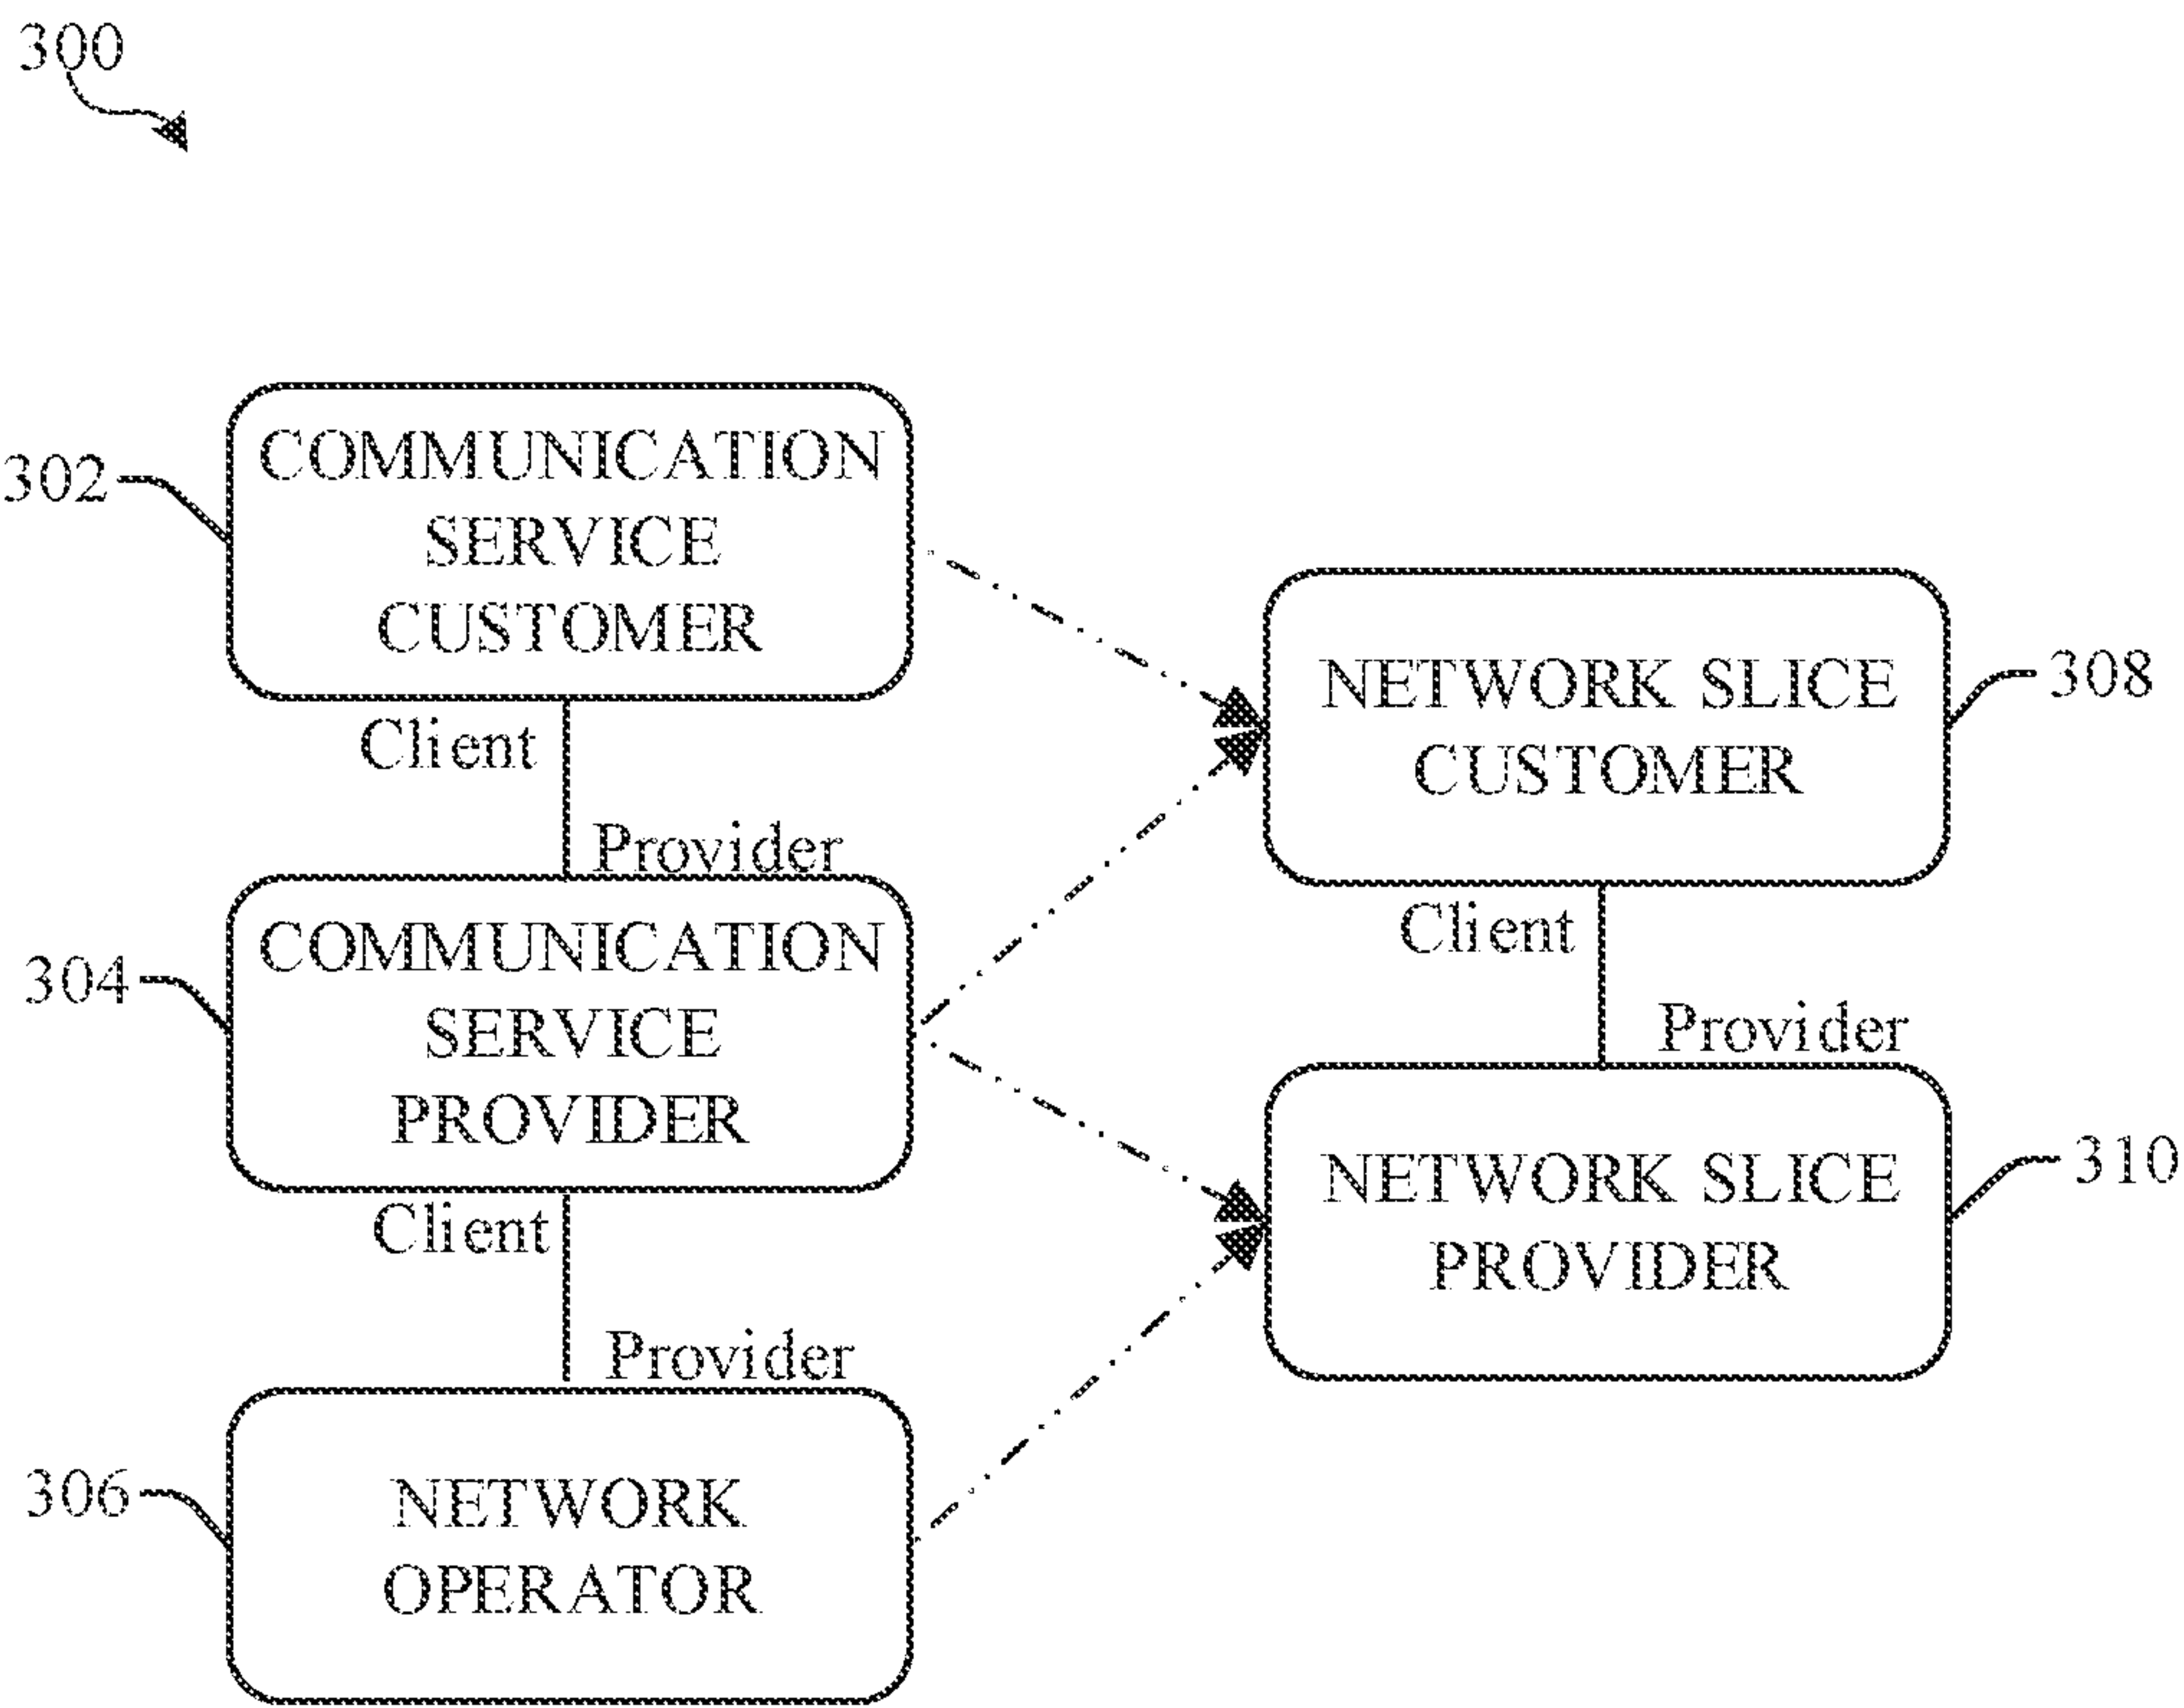 300
302
COMMUNICATION
SERVICE
CUSTOMER
Client
Provider
304
COMMUNICATION
SERVICE
PROVIDER
Client
Provider
306
NETWORK
OPERATOR
NETWORK SLICE
CUSTOMER
308
Client
Provider
NETWORK SLICE
PROVIDER
310